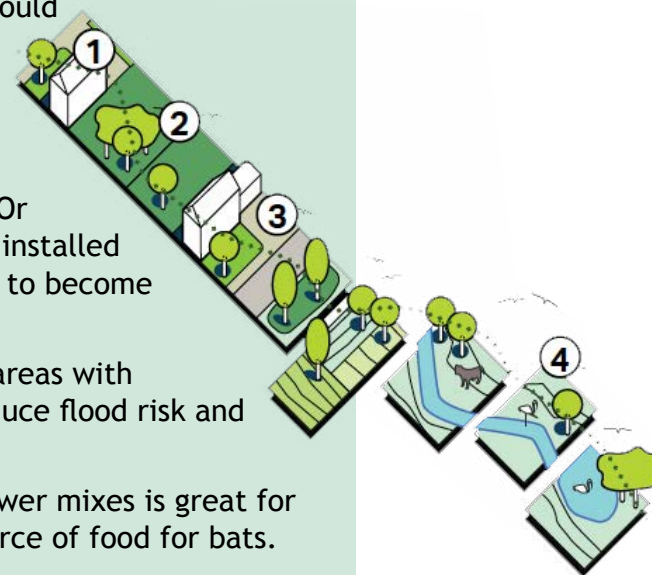 ould
1
2
Or
installed
3
to become
areas with
4
uce flood risk and
wer mixes is great for
rce of food for bats.